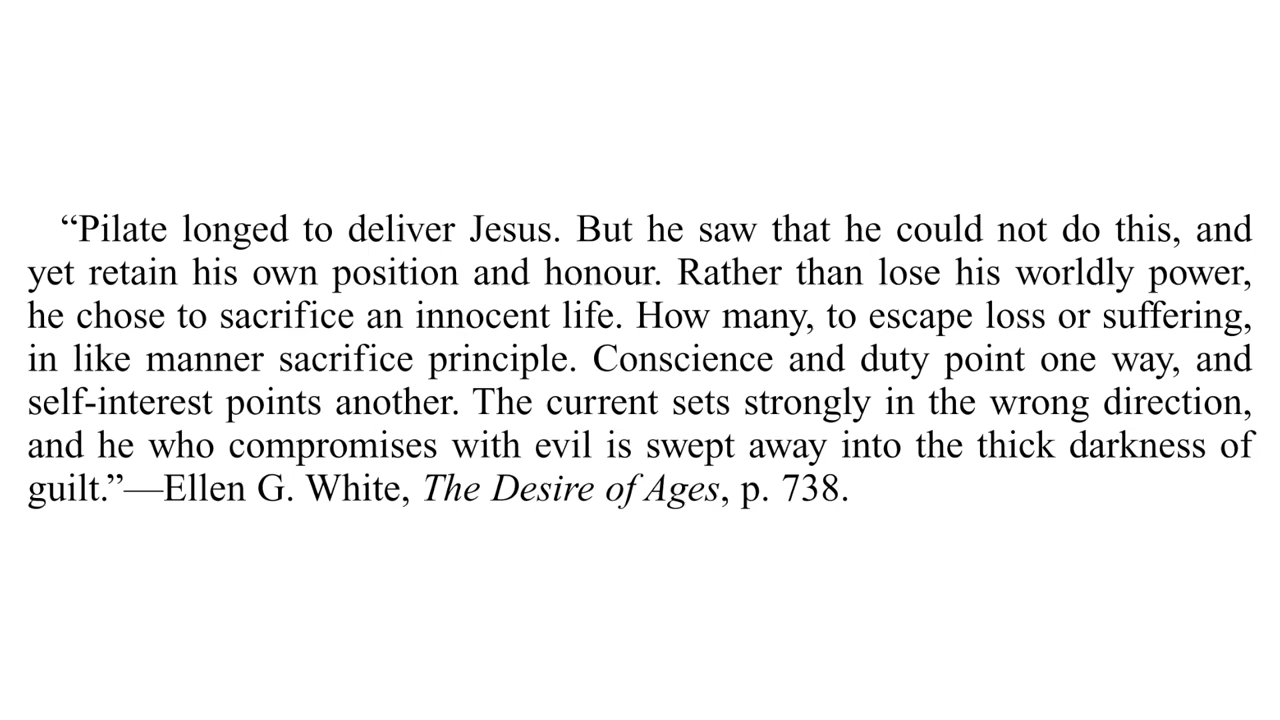 “Pilate longed to deliver Jesus. But he saw that he could not do this, and
yet retain his own position and honour. Rather than lose his worldly power,
he chose to sacrifice an innocent life. How many, to escape loss or suffering,
in like manner sacrifice principle. Conscience and duty point one way, and
self-interest points another. The current sets strongly in the wrong direction,
and he who compromises with evil is swept away into the thick darkness of
guilt.”—Ellen G. White, The Desire of Ages, p. 738.